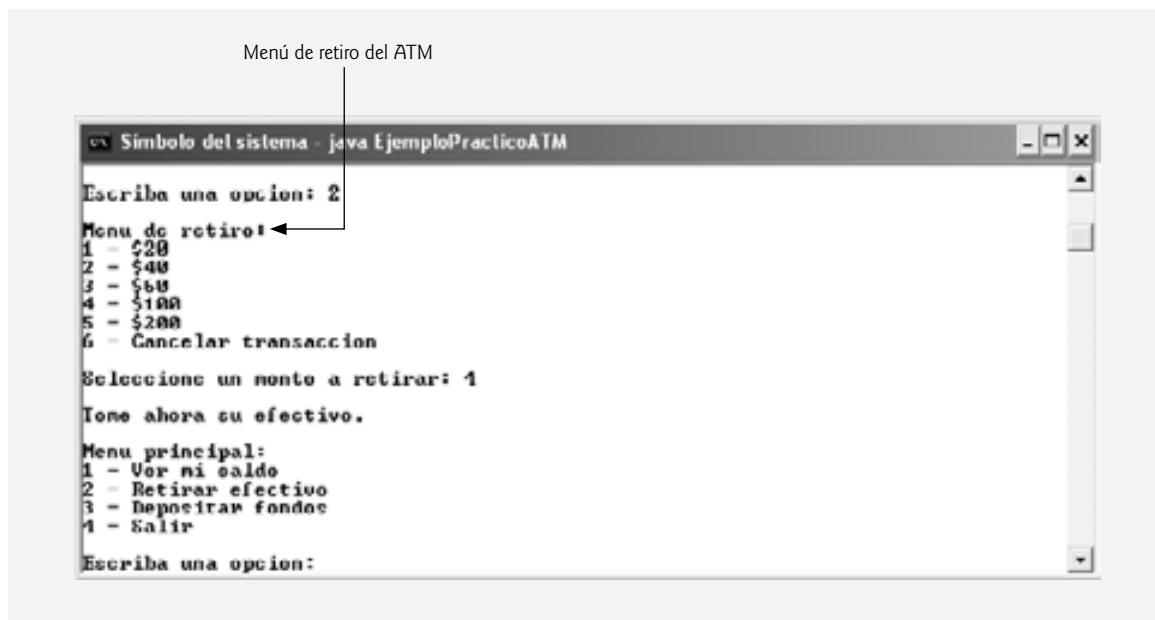 Menú de retiro del ATM
Símbolo del sistema - java EjemploPracticoATM
Escriba una opcion: 2
Menu de retiro:
1 - $20
2 - $40
3 - $60
4 - $100
5 - $200
6 - Cancelar transaccion
Seleccione un monto a retirar: 4
Tome ahora su efectivo.
Menu principal:
1 - Ver mi saldo
2 - Retirar efectivo
3 - Depositar fondos
4 - Salir
Escriba una opcion: